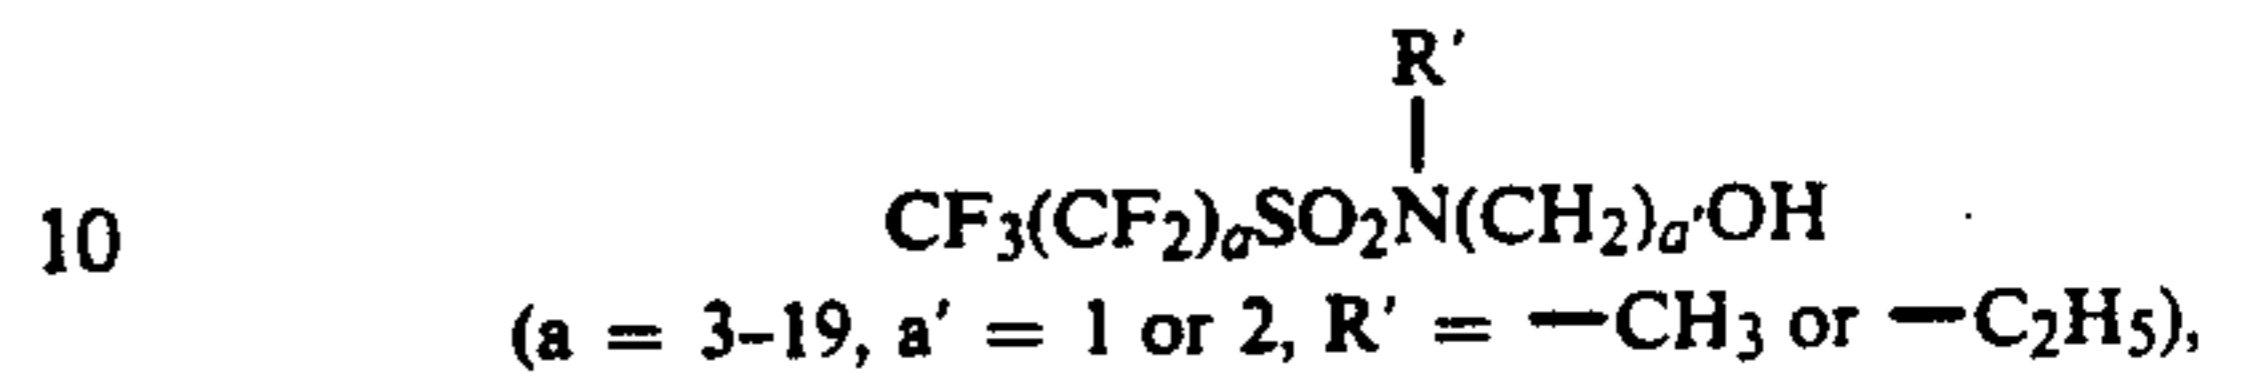 R′
|
10 CF₃(CF₂)ₐSO₂N(CH₂)ₐ′OH
(a = 3–19, a′ = 1 or 2, R′ = —CH₃ or —C₂H₅),